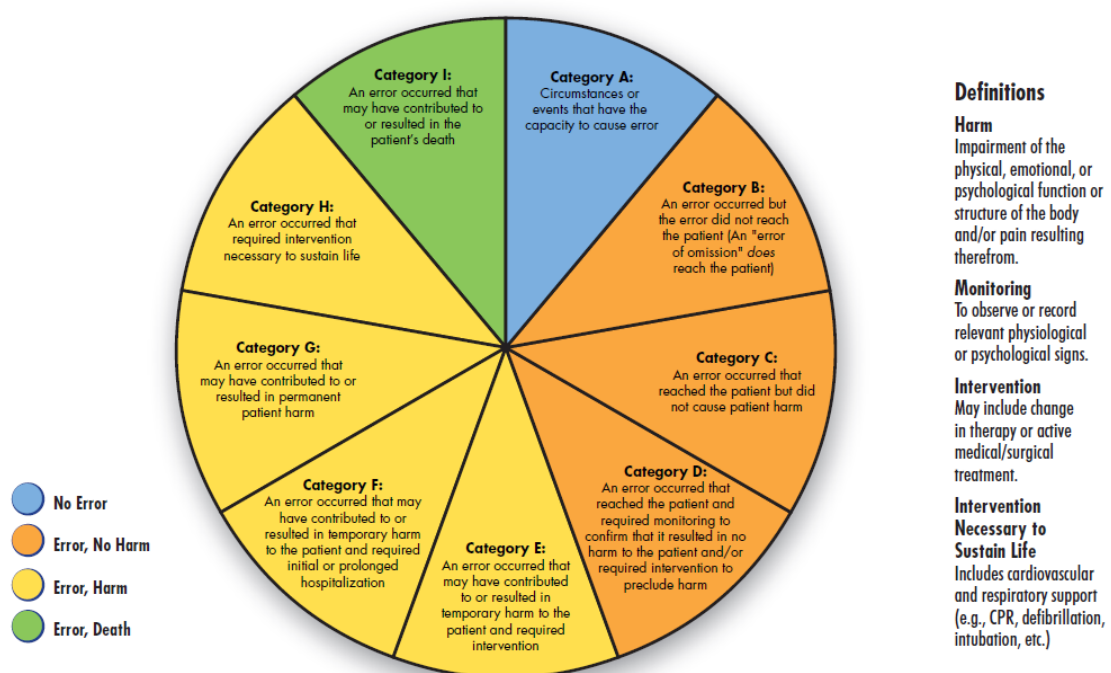 Category I:
An error occurred that
may have contributed to
or resulted in the
patient's death
Category A:
Circumstances or
events that have the
capacity to cause error
Category B:
An error occurred but
the error did not reach
the patient (An "error
of omission" does
reach the patient)
Category C:
An error occurred that
reached the patient but did
not cause patient harm
Category D:
An error occurred that
reached the patient and
required monitoring to
confirm that it resulted in no
harm to the patient and/or
required intervention to
preclude harm
Category E:
An error occurred that
may have contributed
to or resulted in
temporary harm to the
patient and required
intervention
Category F:
An error occurred that may
have contributed to or
resulted in temporary harm
to the patient and required
initial or prolonged
hospitalization
Category G:
An error occurred that
may have contributed to or
resulted in permanent
patient harm
Category H:
An error occurred that
required intervention
necessary to sustain life
No Error
Error, No Harm
Error, Harm
Error, Death
Definitions
Harm
Impairment of the
physical, emotional, or
psychological function or
structure of the body
and/or pain resulting
therefrom.
Monitoring
To observe or record
relevant physiological
or psychological signs.
Intervention
May include change
in therapy or active
medical/surgical
treatment.
Intervention
Necessary to
Sustain Life
Includes cardiovascular
and respiratory support
(e.g., CPR, defibrillation,
intubation, etc.)